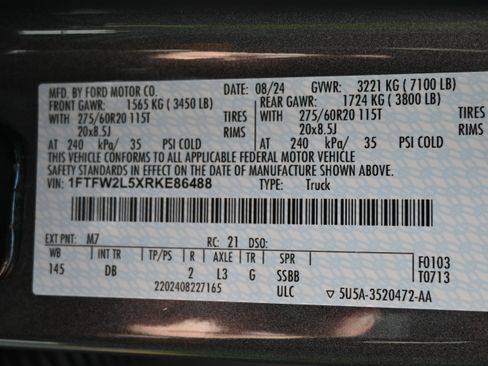 MFD. BY FORD MOTOR CO. DATE: 08/24 GVWR: 3221 KG (7100 LB)
FRONT GAWR: 1565 KG (3450 LB) REAR GAWR: 1724 KG (3800 LB)
275/60R20 115T TIRES 275/60R20 115T TIRES
20x8.5J RIMS 20x8.5J RIMS
AT 240 kPa/ 35 PSI COLD AT 240 kPa/ 35 PSI COLD
THIS VEHICLE CONFORMS TO ALL APPLICABLE FEDERAL MOTOR VEHICLE
SAFETY STANDARDS IN EFFECT ON THE DATE OF MANUFACTURE SHOWN ABOVE.
VIN: 1FTFW2L5XRKE86488 TYPE: Truck
EXT PNT: M7 RC: 21 DSO:
WB INT TR TP/PS R AXLE TR SPR F0103
145 DB 2 L3 G SSBB T0713
2202408227165 ULC ▽ 5U5A-3520472-AA